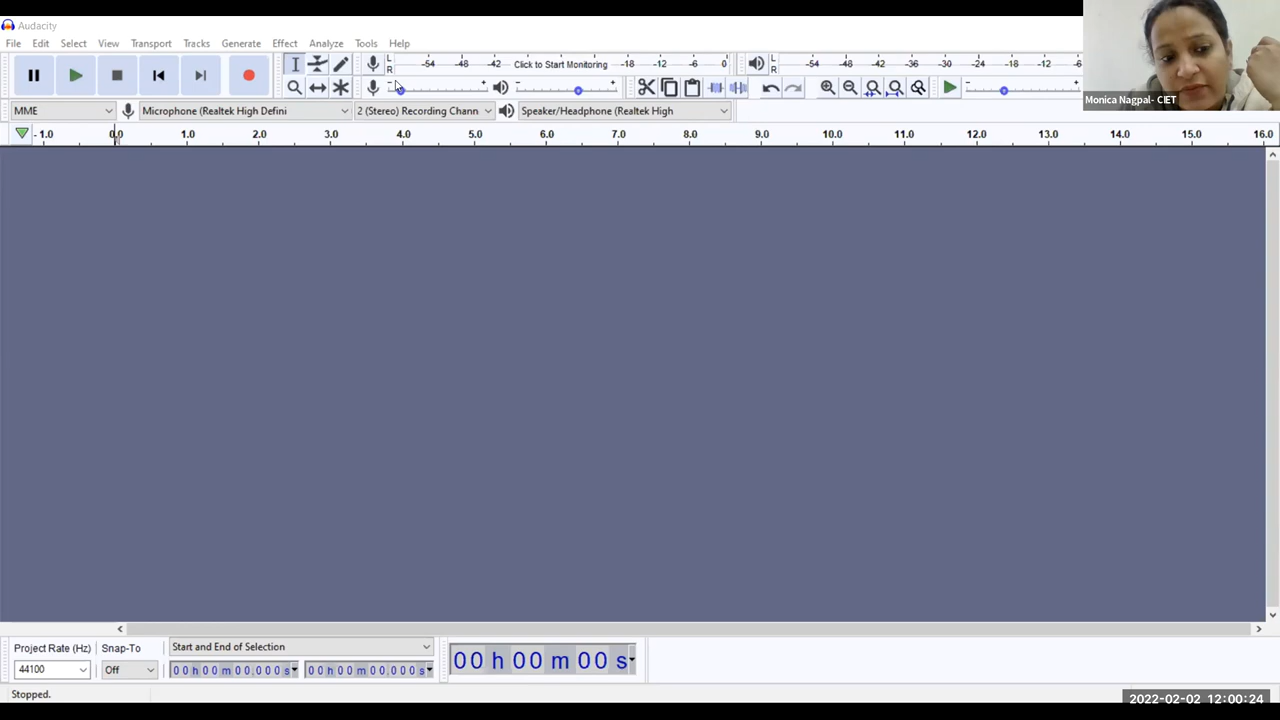 Audacity
File Edit Select View Transport Tracks Generate Effect Analyze Tools Help
L -54 -48 -42 Click to Start Monitoring -18 -12 -6 0 L -54 -48 -42 -36 -30 -24 -18 -12 -6
R R
- + - + -
Monica Nagpal- CIET
MME Microphone (Realtek High Defini 2 (Stereo) Recording Chann Speaker/Headphone (Realtek High
- 1.0 0.0 1.0 2.0 3.0 4.0 5.0 6.0 7.0 8.0 9.0 10.0 11.0 12.0 13.0 14.0 15.0 16.0
Project Rate (Hz) Snap-To Start and End of Selection
44100 Off 00 h 00 m 00.000 s 00 h 00 m 00.000 s 00 h 00 m 00 s
Stopped.
2022-02-02 12:00:24